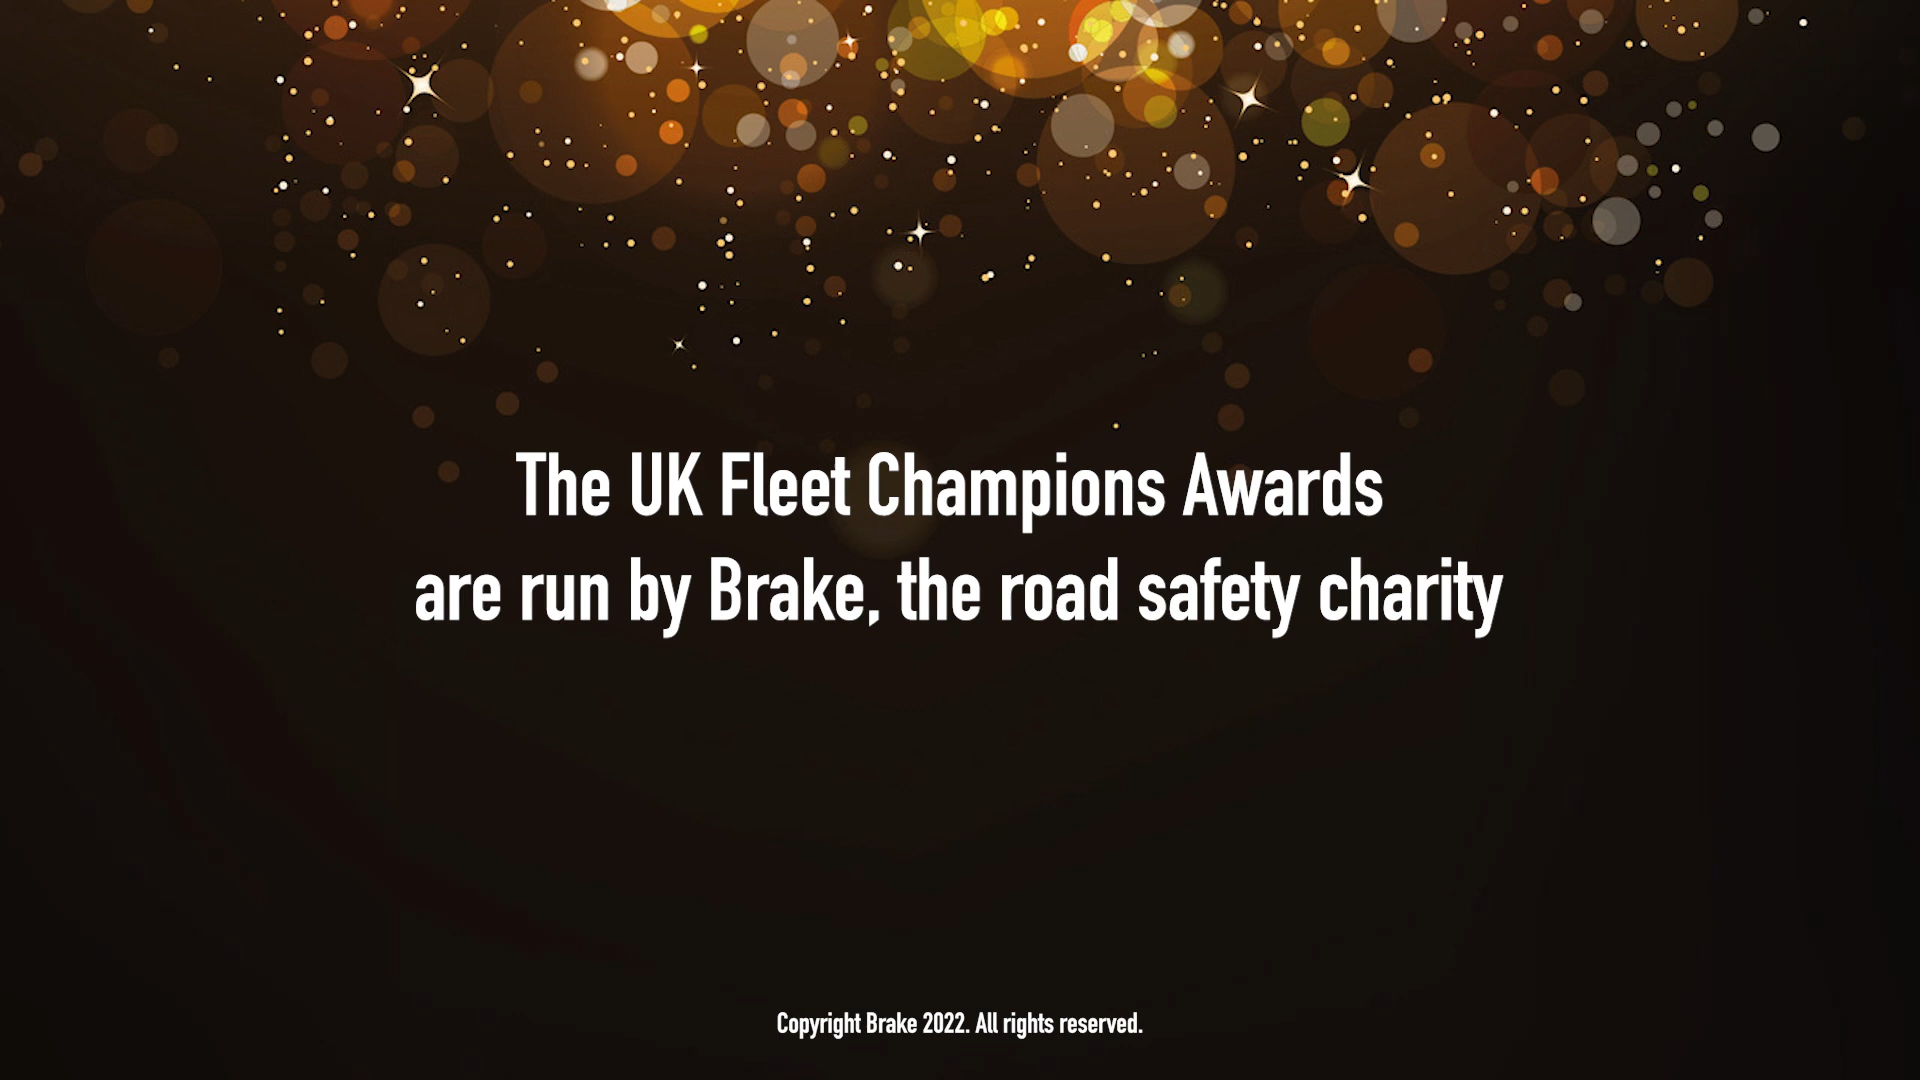 The UK Fleet Champions Awards
are run by Brake, the road safety charity
Copyright Brake 2022. All rights reserved.